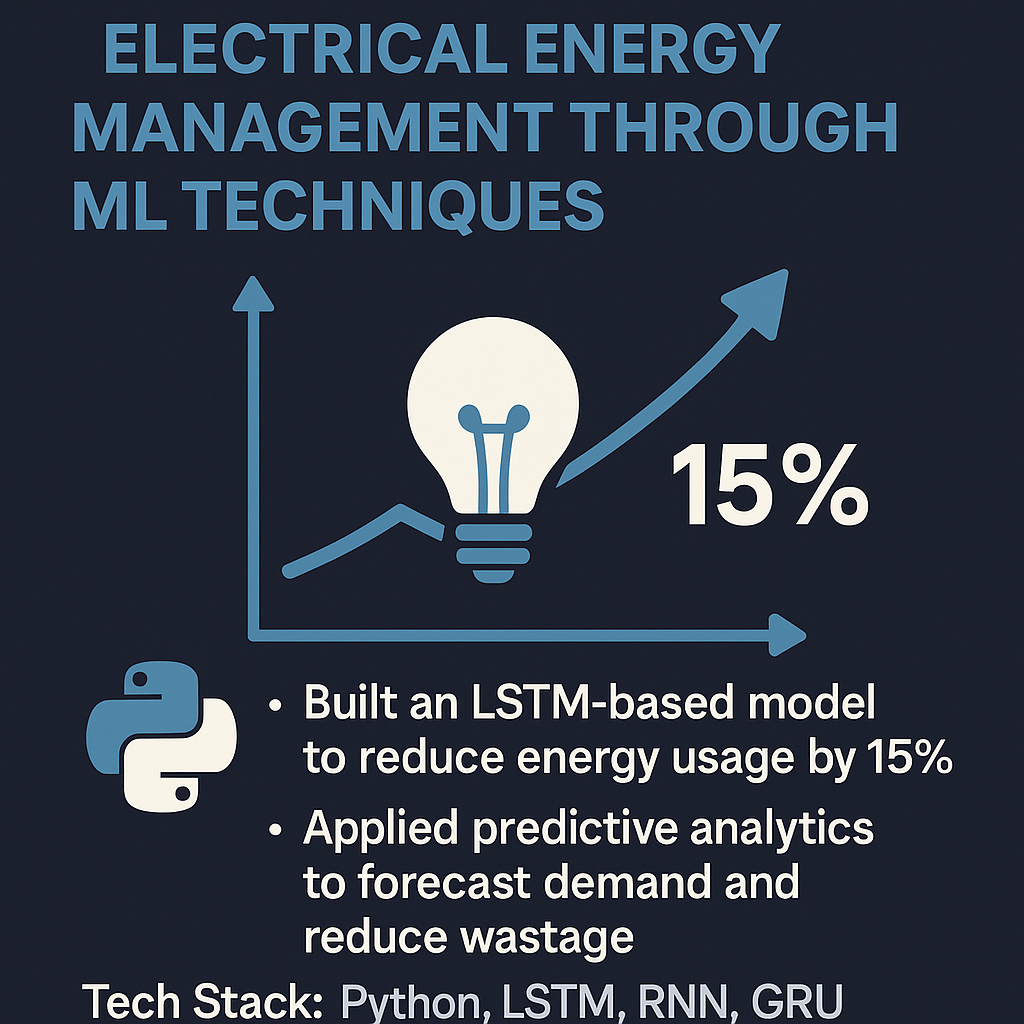 ELECTRICAL ENERGY
MANAGEMENT THROUGH
ML TECHNIQUES
15%
• Built an LSTM-based model
to reduce energy usage by 15%
• Applied predictive analytics
to forecast demand and
reduce wastage
Tech Stack: Python, LSTM, RNN, GRU